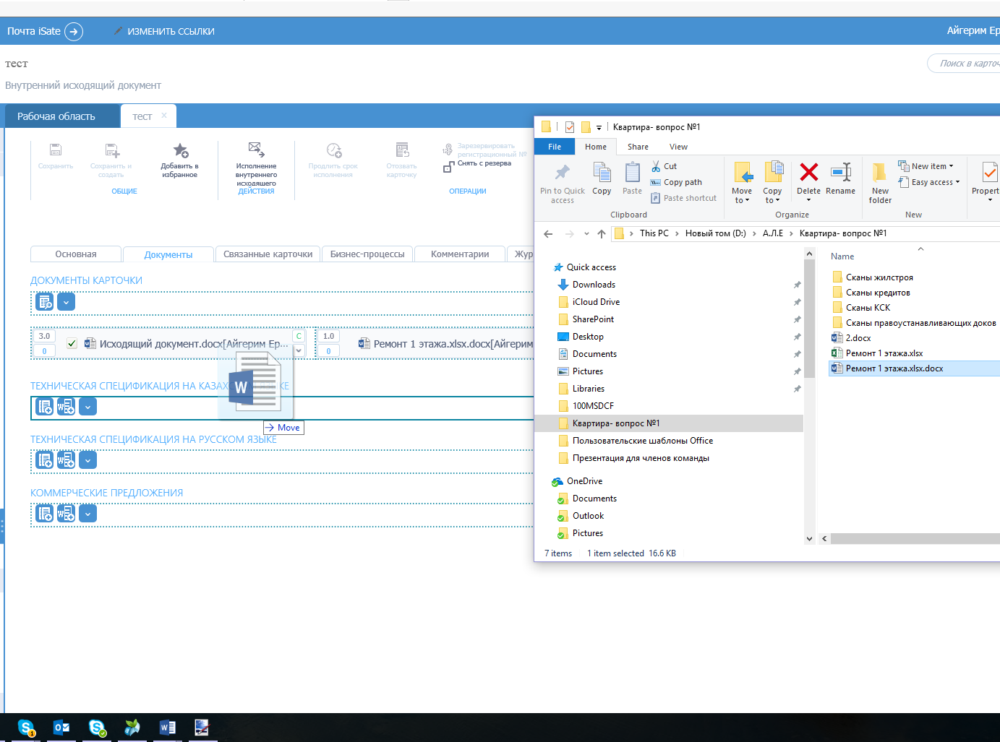 Почта iSate
ИЗМЕНИТЬ ССЫЛКИ
Айгерим Ер
тест
Поиск в карточ
Внутренний исходящий документ
Рабочая область
тест
Сохранить
Сохранить и
создать
Добавить в
избранное
ОБЩИЕ
Исполнение
внутреннего
исходящего
ДЕЙСТВИЯ
Продлить срок
исполнения
Отозвать
карточку
Зарезервировать
регистрационный №
Снять с резерва
ОПЕРАЦИИ
Основная
Документы
Связанные карточки
Бизнес-процессы
Комментарии
Жур
ДОКУМЕНТЫ КАРТОЧКИ
3.0
0
Исходящий документ.docx[Айгерим Ер...
C
1.0
0
Ремонт 1 этажа.xlsx.docx[Айгерим
ТЕХНИЧЕСКАЯ СПЕЦИФИКАЦИЯ НА КАЗАХСКОМ ЯЗЫКЕ
W
Move
ТЕХНИЧЕСКАЯ СПЕЦИФИКАЦИЯ НА РУССКОМ ЯЗЫКЕ
КОММЕРЧЕСКИЕ ПРЕДЛОЖЕНИЯ
Квартира- вопрос №1
File
Home
Share
View
Pin to Quick
access
Copy
Paste
Cut
Copy path
Paste shortcut
Clipboard
Move
to
Copy
to
Delete
Rename
Organize
New
folder
New item
Easy access
New
Propert
This PC
Новый том (D:)
А.Л.Е
Квартира- вопрос №1
Quick access
Downloads
iCloud Drive
SharePoint
Desktop
Documents
Pictures
Libraries
100MSDCF
Квартира- вопрос №1
Пользовательские шаблоны Office
Презентация для членов команды
OneDrive
Documents
Outlook
Pictures
Name
Сканы жилстроя
Сканы кредитов
Сканы КСК
Сканы правоустанавливающих доков
2.docx
Ремонт 1 этажа.xlsx
Ремонт 1 этажа.xlsx.docx
7 items
1 item selected 16.6 KB